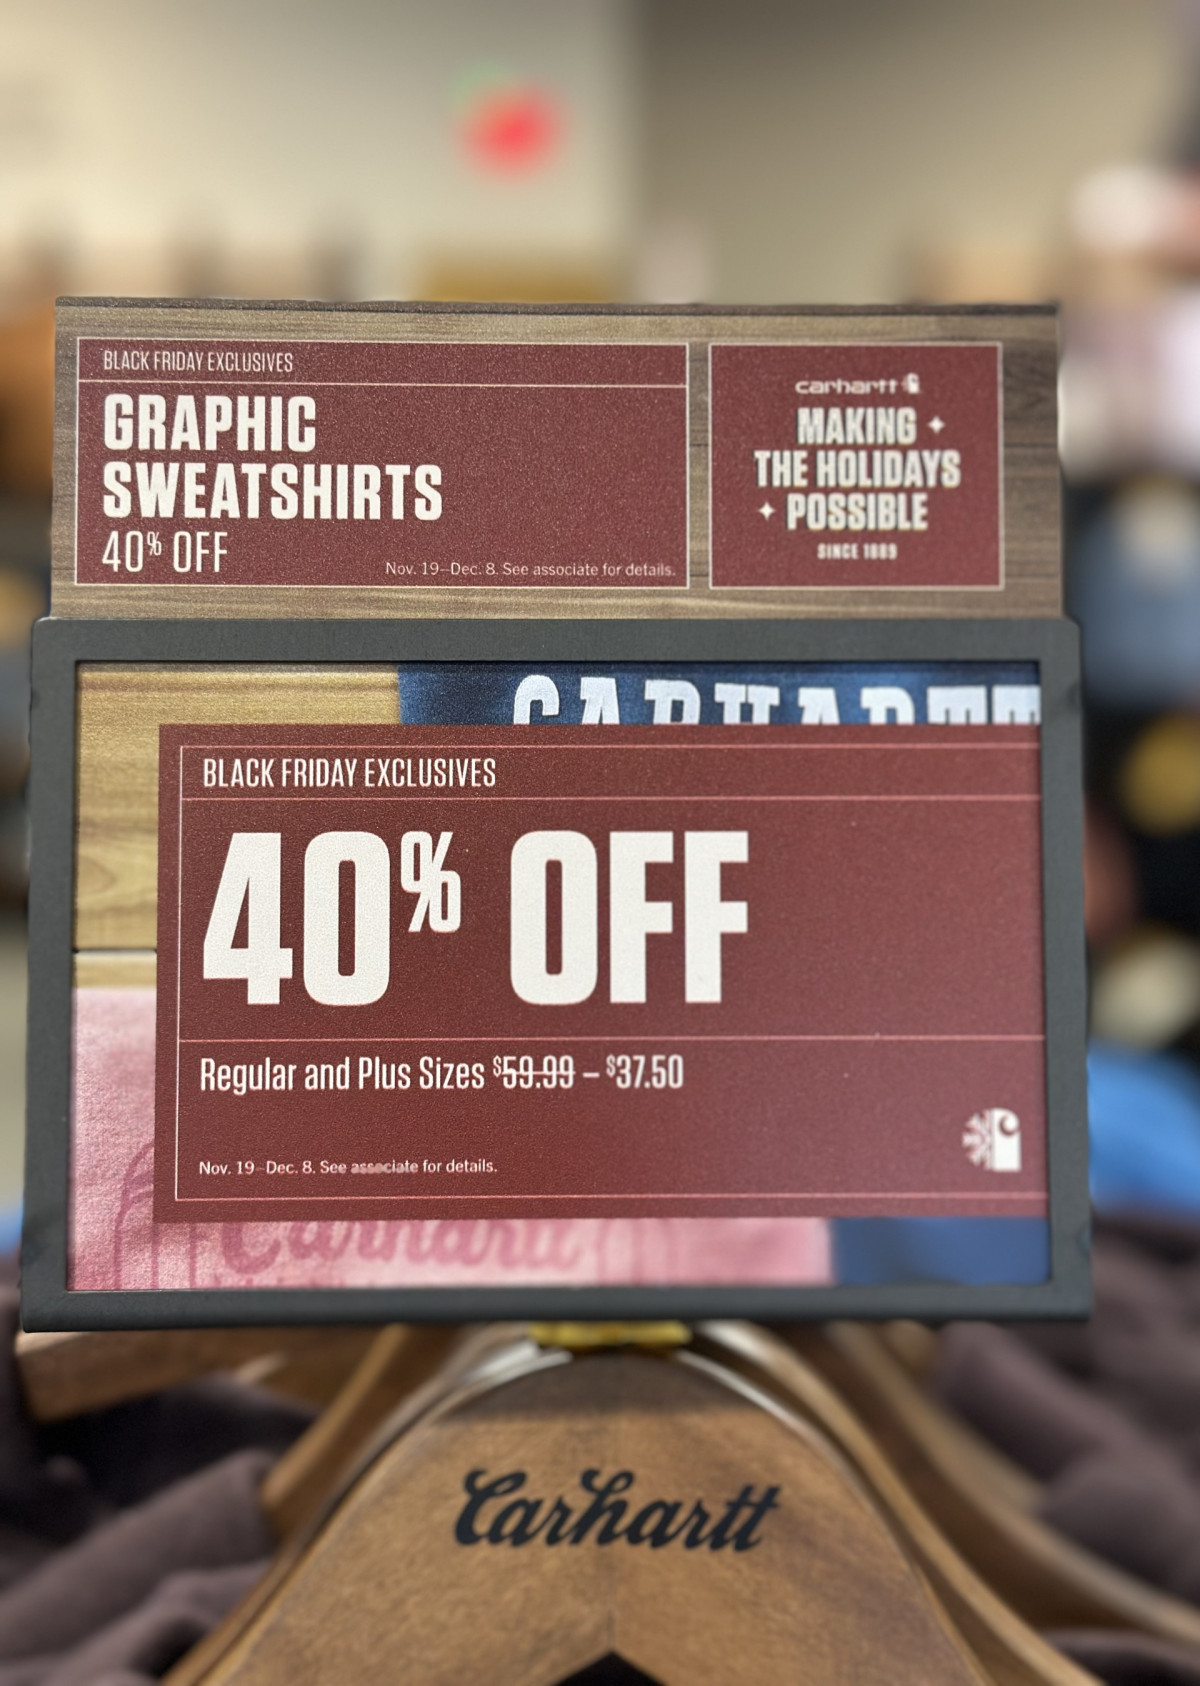 BLACK FRIDAY EXCLUSIVES
GRAPHIC
SWEATSHIRTS
40% OFF
Nov. 19–Dec. 8. See associate for details.
carhartt
MAKING
THE HOLIDAYS
POSSIBLE
SINCE 1889
CARHARTT
BLACK FRIDAY EXCLUSIVES
40% OFF
Regular and Plus Sizes $59.99 – $37.50
Nov. 19–Dec. 8. See associate for details.
Carhartt
Carhartt